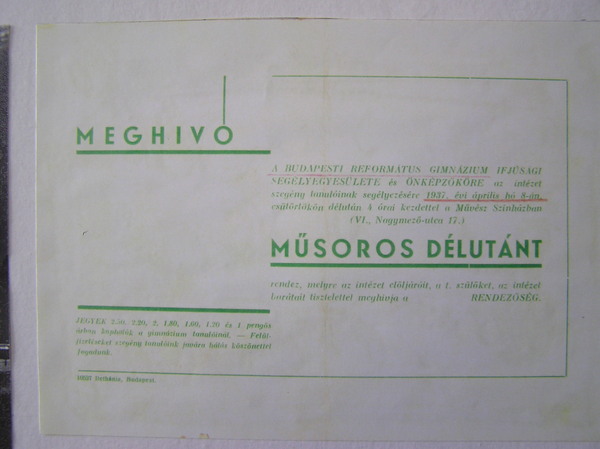 MEGHIVÓ
A BUDAPESTI REFORMÁTUS GIMNÁZIUM IFJÚSÁGI
SEGÉLYEGYESÜLETE és ÖNKÉPZŐKÖRE az intézet
szegény tanulóinak segélyezésére 1937. évi április hó 8-án,
csütörtökön délután 4 órai kezdettel a Művész Színházban
(VI., Nagymező-utca 17.)
MŰSOROS DÉLUTÁNT
rendez, melyre az intézet elöljáróit, a t. szülőket, az intézet
barátait tisztelettel meghívja a RENDEZŐSÉG.
JEGYEK 2.50, 2.20, 2, 1.80, 1.60, 1.20 és 1 pengős
árban kaphatók a gimnázium tanulóinál. — Felül-
fizetéseket szegény tanulóink javára hálás köszönettel
fogadunk.
Bethánia, Budapest.